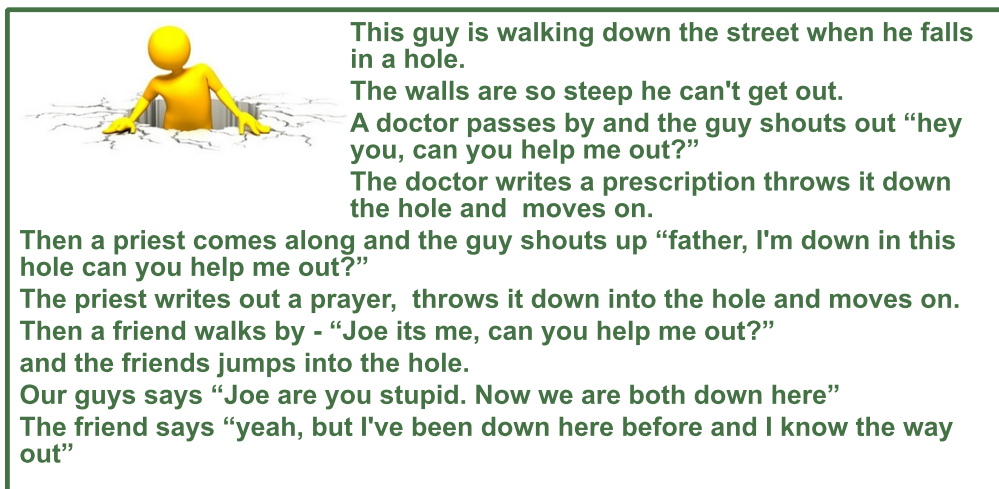 This guy is walking down the street when he falls
in a hole.
The walls are so steep he can't get out.
A doctor passes by and the guy shouts out “hey
you, can you help me out?”
The doctor writes a prescription throws it down
the hole and  moves on.
Then a priest comes along and the guy shouts up “father, I'm down in this
hole can you help me out?”
The priest writes out a prayer,  throws it down into the hole and moves on.
Then a friend walks by - “Joe its me, can you help me out?”
and the friends jumps into the hole.
Our guys says “Joe are you stupid. Now we are both down here”
The friend says “yeah, but I've been down here before and I know the way
out”